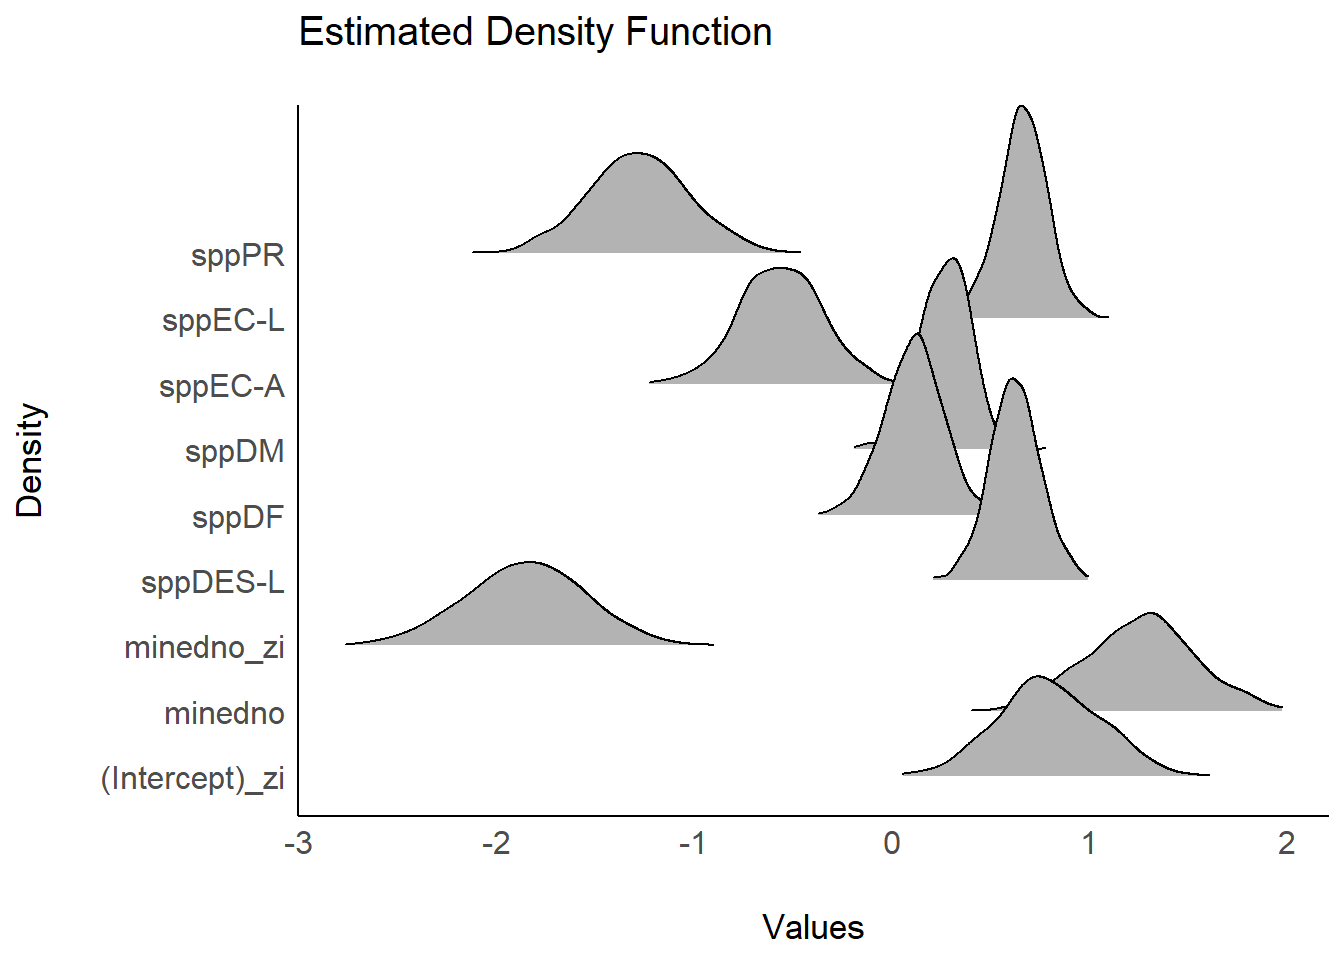 Estimated Density Function
sppPR
sppEC-L
sppEC-A
sppDM
sppDF
sppDES-L
minedno_zi
minedno
(Intercept)_zi
Density
-3 -2 -1 0 1 2
Values